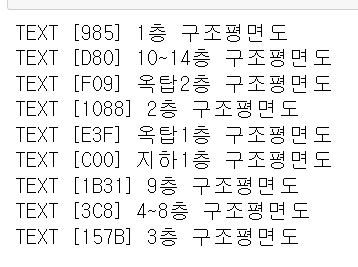 TEXT [985] 1층 구조평면도
TEXT [D80] 10~14층 구조평면도
TEXT [F09] 옥탑2층 구조평면도
TEXT [1088] 2층 구조평면도
TEXT [E3F] 옥탑1층 구조평면도
TEXT [C00] 지하1층 구조평면도
TEXT [1B31] 9층 구조평면도
TEXT [3C8] 4~8층 구조평면도
TEXT [157B] 3층 구조평면도